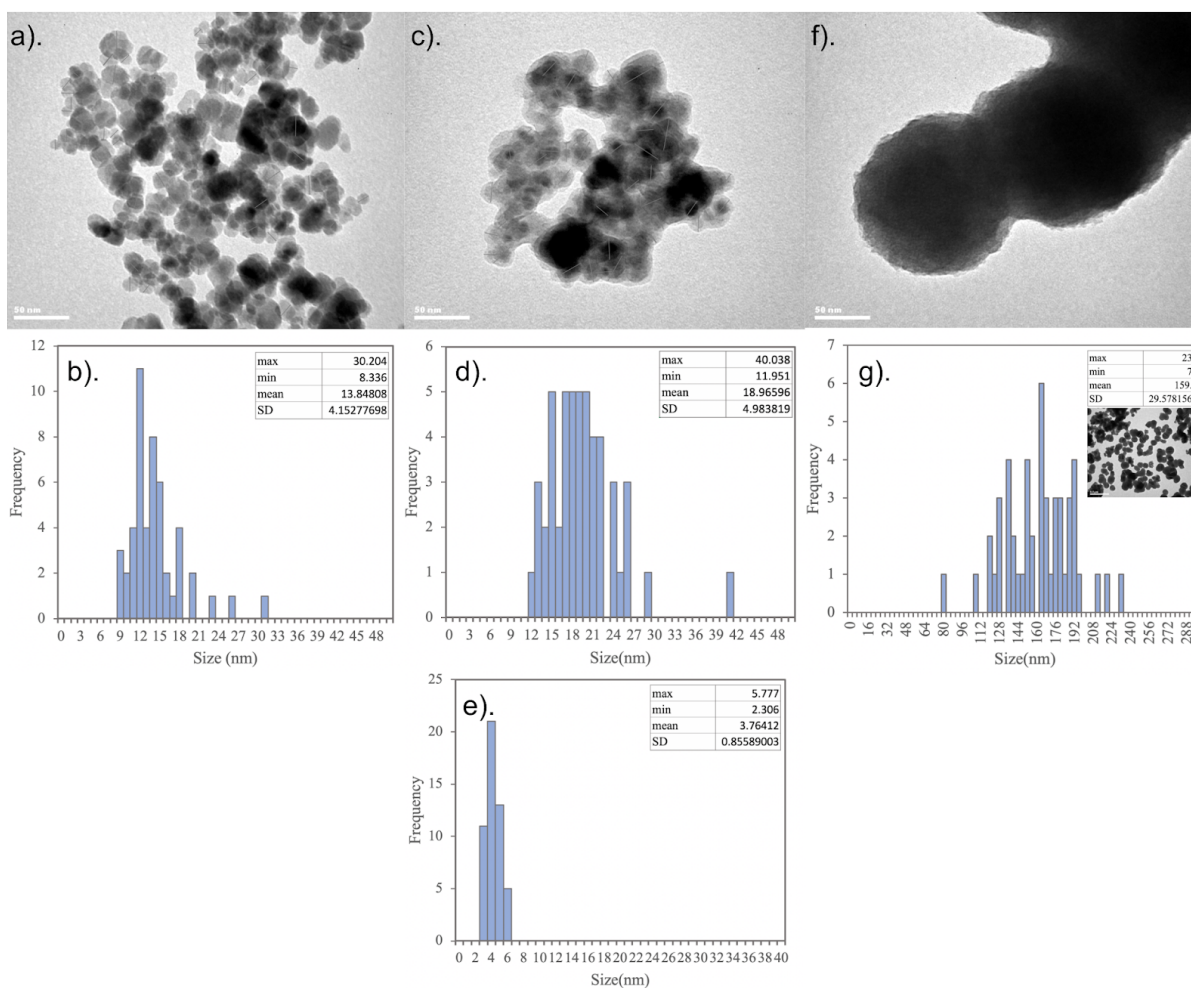 a).
c).
f).
50 nm
50 nm
50 nm
b).
max 30.204
min 8.336
mean 13.84808
SD 4.15277698
Frequency
12
10
8
6
4
2
0
0 3 6 9 12 15 18 21 24 27 30 33 36 39 42 45 48
Size (nm)
d).
max 40.038
min 11.951
mean 18.96596
SD 4.983819
Frequency
6
5
4
3
2
1
0
0 3 6 9 12 15 18 21 24 27 30 33 36 39 42 45 48
Size(nm)
g).
max 23
min 7
mean 159.
SD 29.578156
Frequency
7
6
5
4
3
2
1
0
0 16 32 48 64 80 96 112 128 144 160 176 192 208 224 240 256 272 288
Size(nm)
e).
max 5.777
min 2.306
mean 3.76412
SD 0.85589003
Frequency
25
20
15
10
5
0
0 2 4 6 8 10 12 14 16 18 20 22 24 26 28 30 32 34 36 38 40
Size(nm)